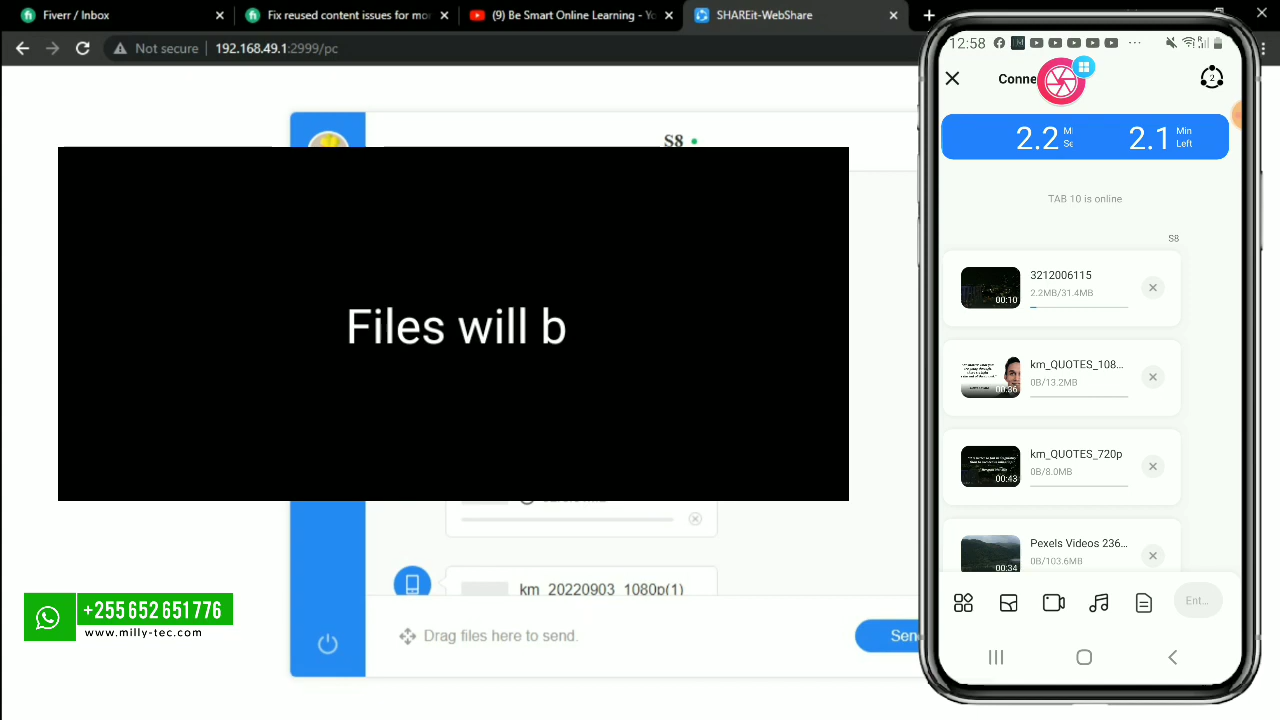 Fiverr / Inbox
Fix reused content issues for mo
(9) Be Smart Online Learning - Yo
SHAREit-WebShare
Not secure
192.168.49.1:2999/pc
S8
Files will b
km_20220903_1080p(1)
Drag files here to send.
Sen
+255 652 651 776
www.milly-tec.com
12:58
Conne
2
2.2
2.1 Min
Left
TAB 10 is online
S8
3212006115
2.2MB/31.4MB
00:10
km_QUOTES_108...
0B/13.2MB
00:36
km_QUOTES_720p
0B/8.0MB
00:43
Pexels Videos 236...
0B/103.6MB
00:34
Ent...